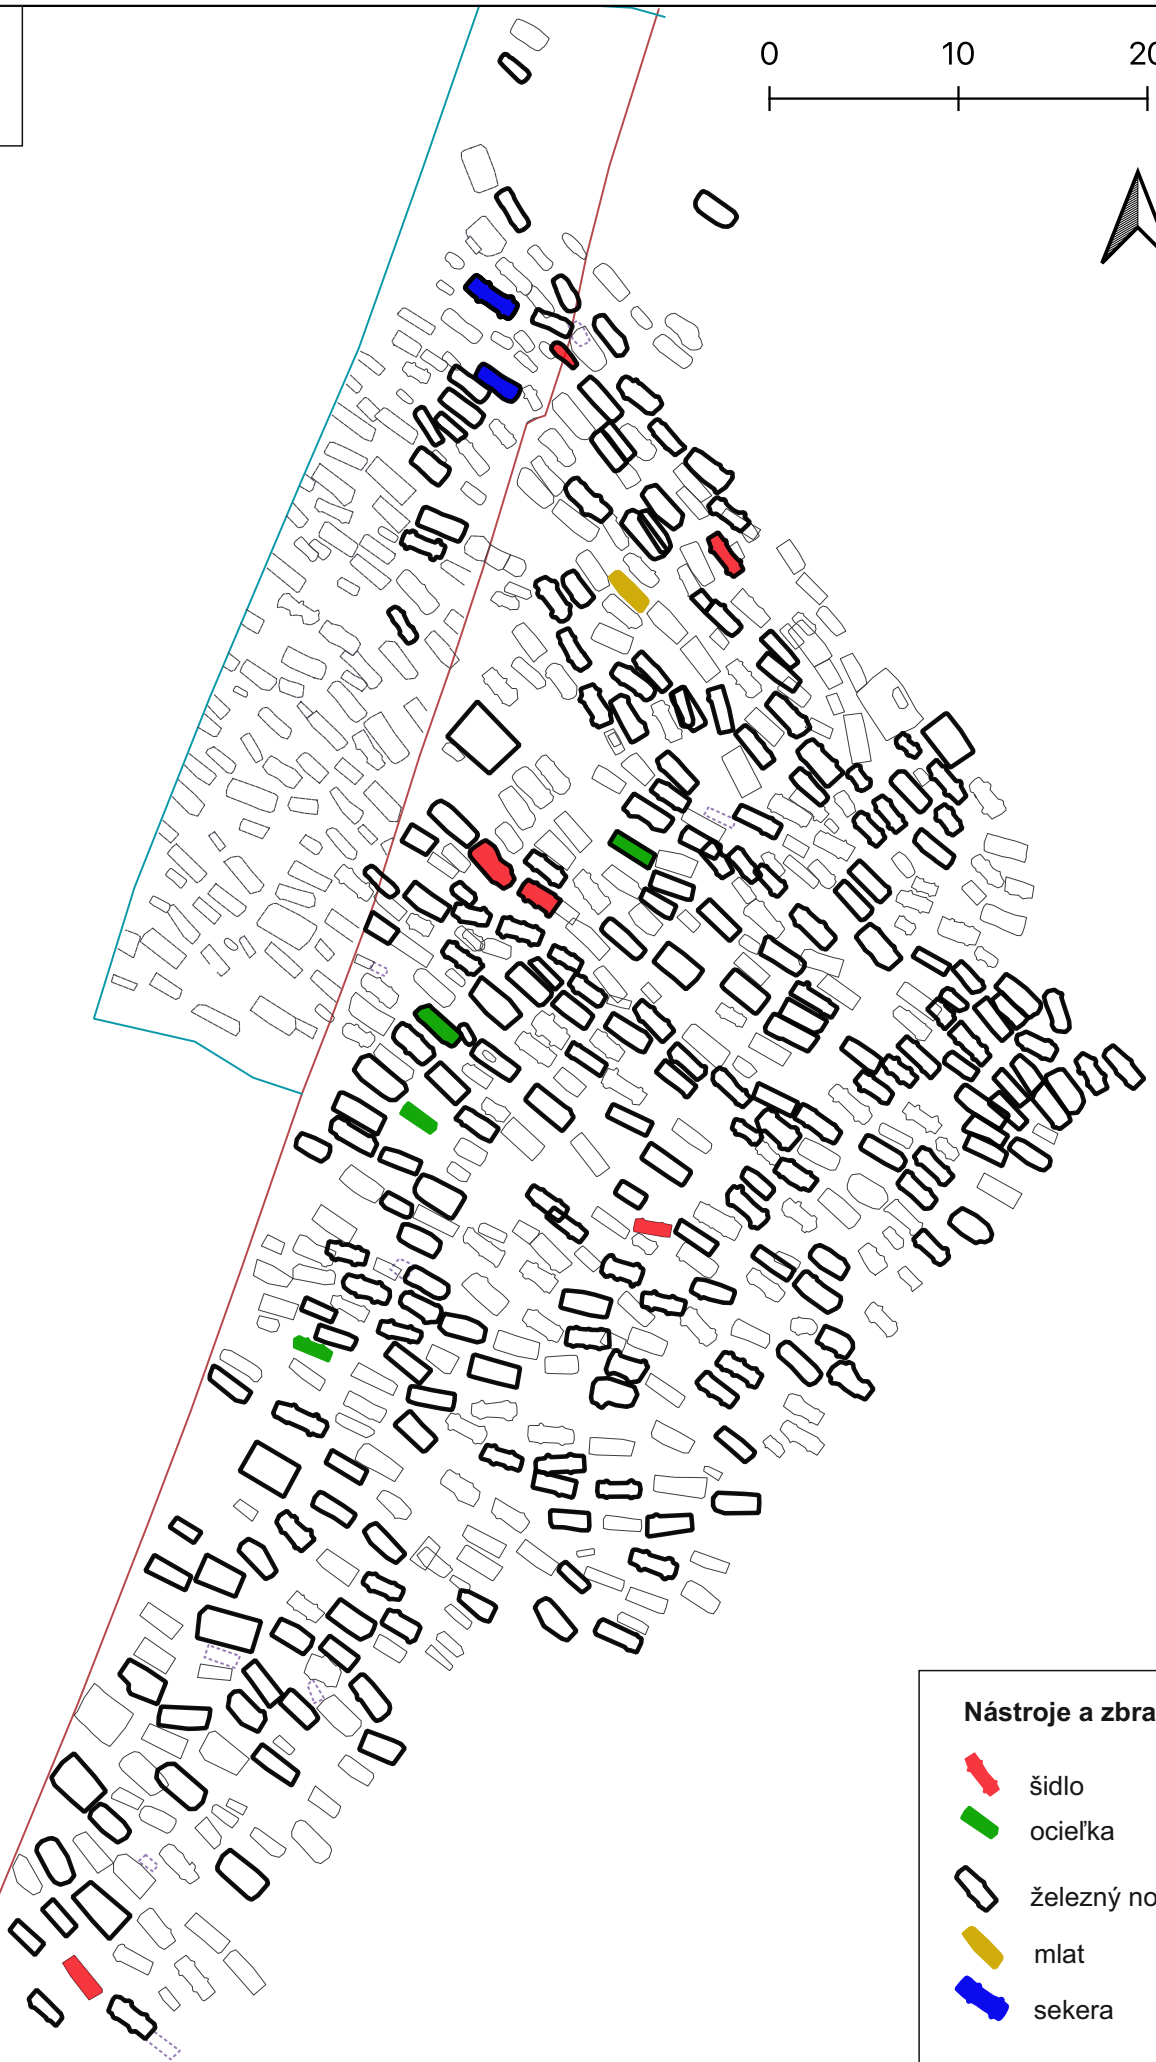 0 10 20
Nástroje a zbra
šidlo
ocieľka
železný no
mlat
sekera